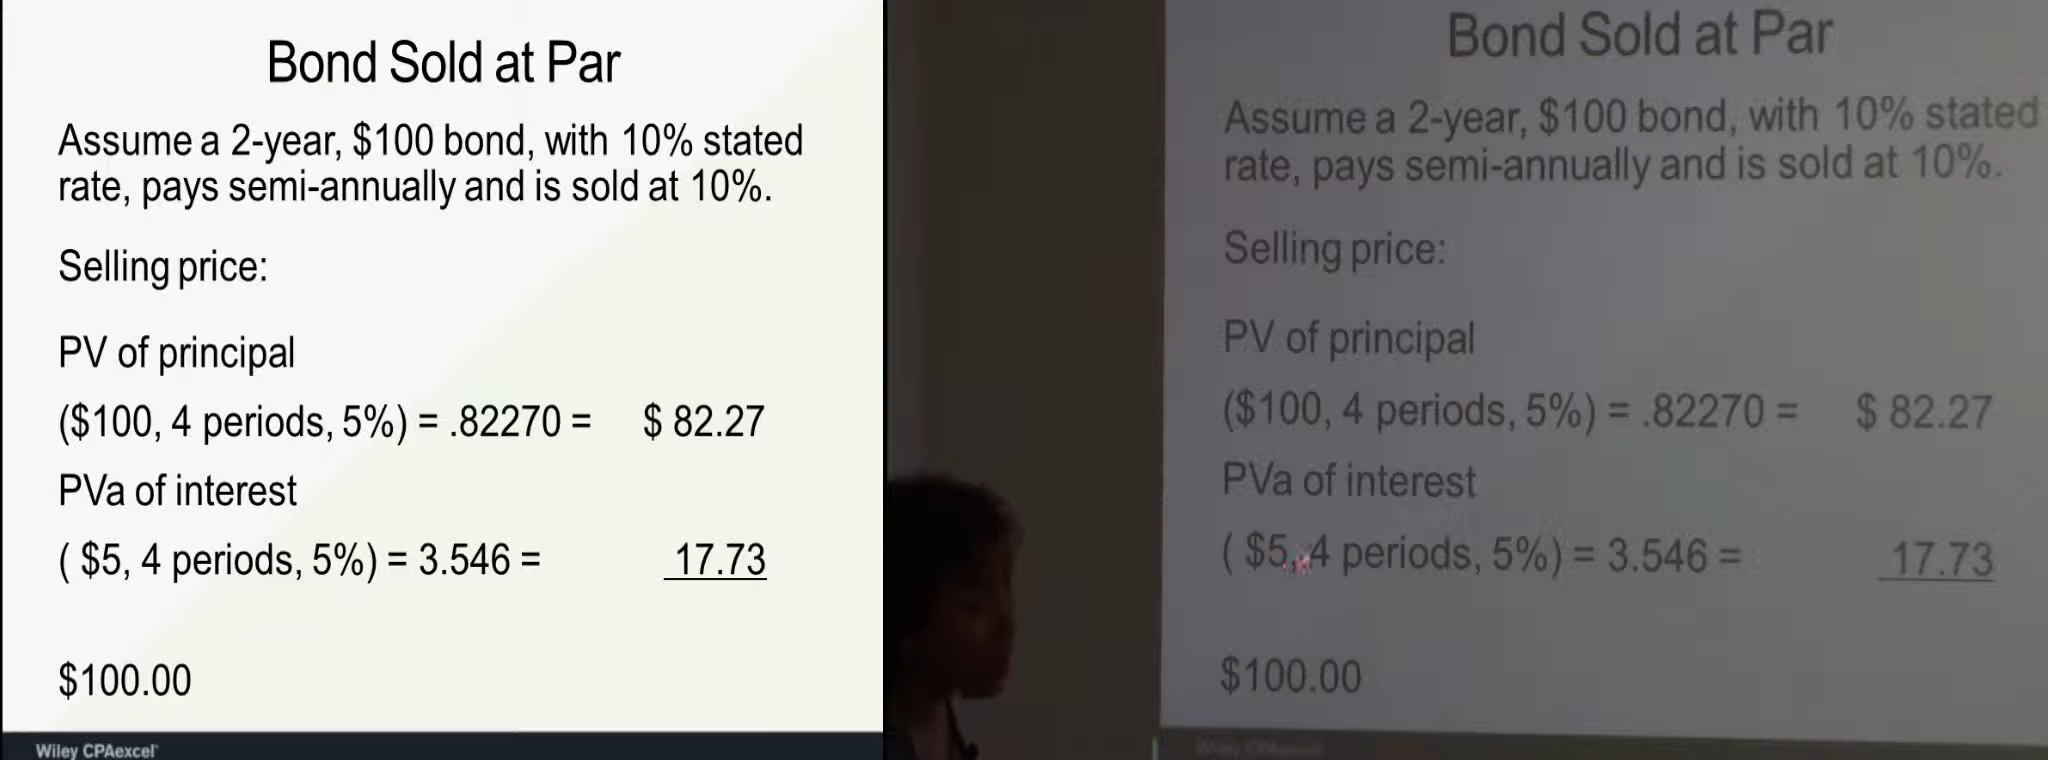 Bond Sold at Par
Assume a 2-year, $100 bond, with 10% stated
rate, pays semi-annually and is sold at 10%.
Selling price:
PV of principal
($100, 4 periods, 5%) = .82270 = $ 82.27
PVa of interest
( $5, 4 periods, 5%) = 3.546 = 17.73
$100.00
Wiley CPAexcel
Bond Sold at Par
Assume a 2-year, $100 bond, with 10% stated
rate, pays semi-annually and is sold at 10%.
Selling price:
PV of principal
($100, 4 periods, 5%) = .82270 = $ 82.27
PVa of interest
( $5, 4 periods, 5%) = 3.546 = 17.73
$100.00
Wiley CPAexcel